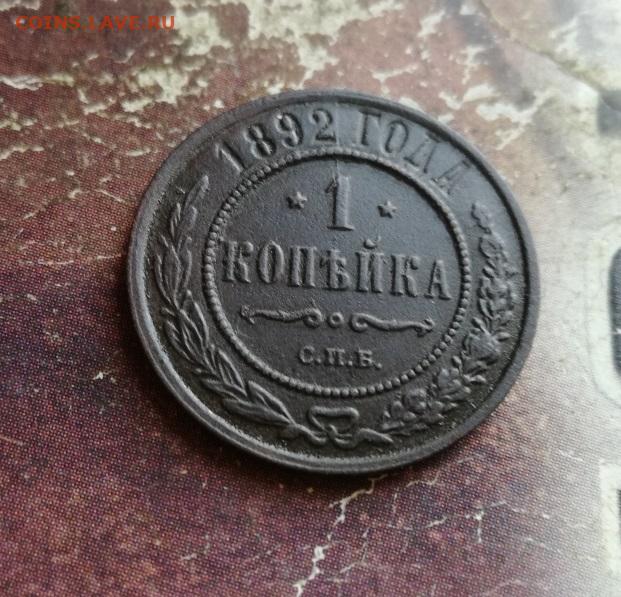 COINS.LAVE.RU
1892 ГОДА
* 1 *
КОПѢЙКА
С.П.Б.